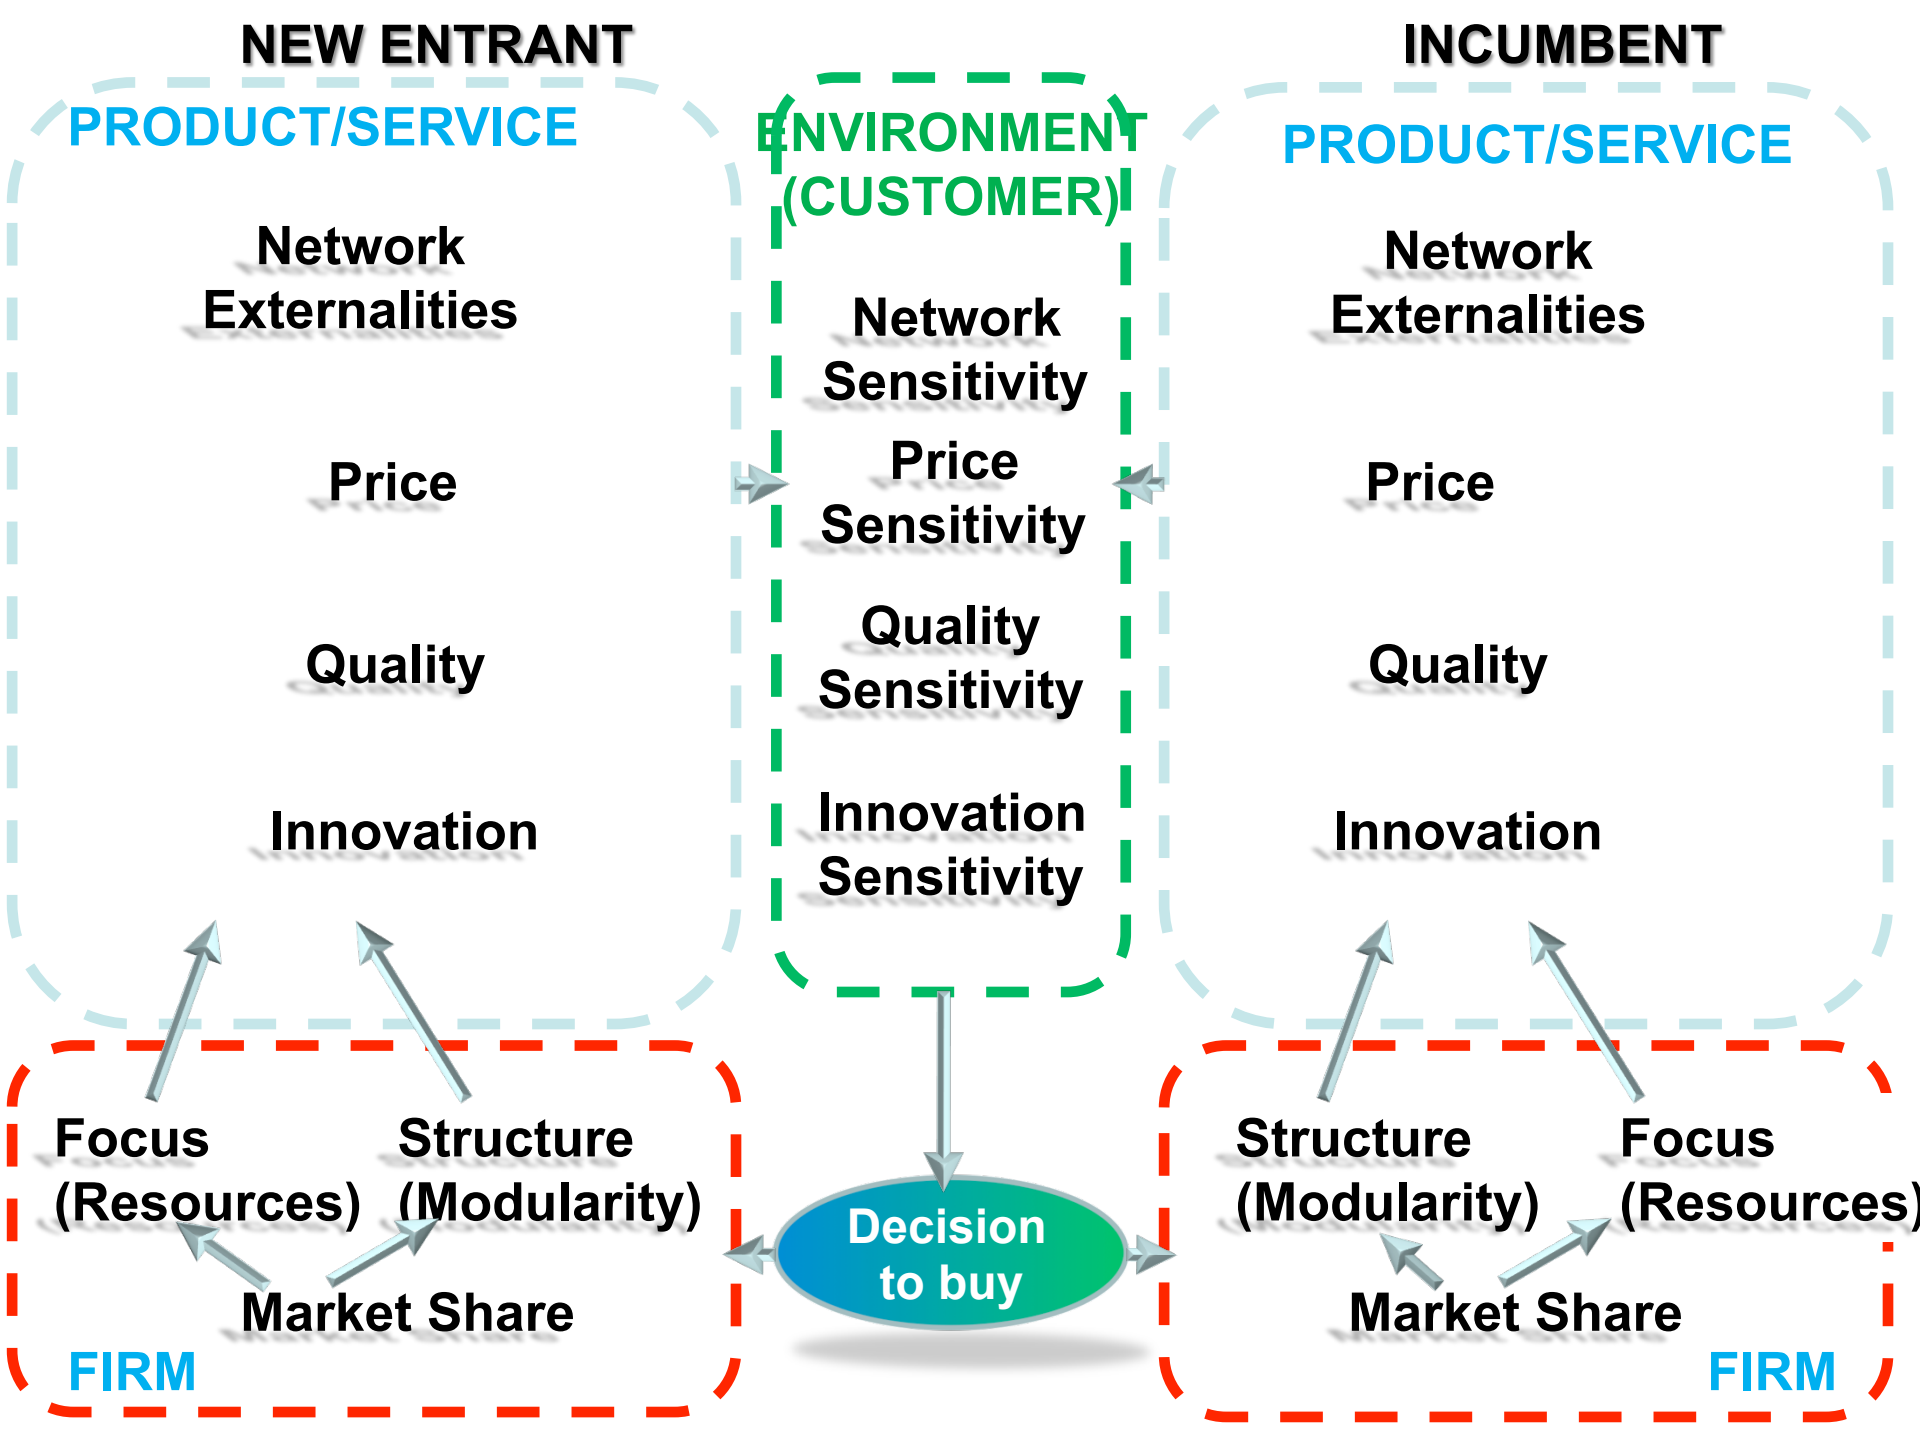 NEW ENTRANT
PRODUCT/SERVICE
Network
Externalities
Price
Quality
Innovation
Focus
(Resources)
Structure
(Modularity)
Market Share
FIRM
ENVIRONMENT
(CUSTOMER)
Network
Sensitivity
Price
Sensitivity
Quality
Sensitivity
Innovation
Sensitivity
Decision
to buy
INCUMBENT
PRODUCT/SERVICE
Network
Externalities
Price
Quality
Innovation
Structure
(Modularity)
Focus
(Resources)
Market Share
FIRM